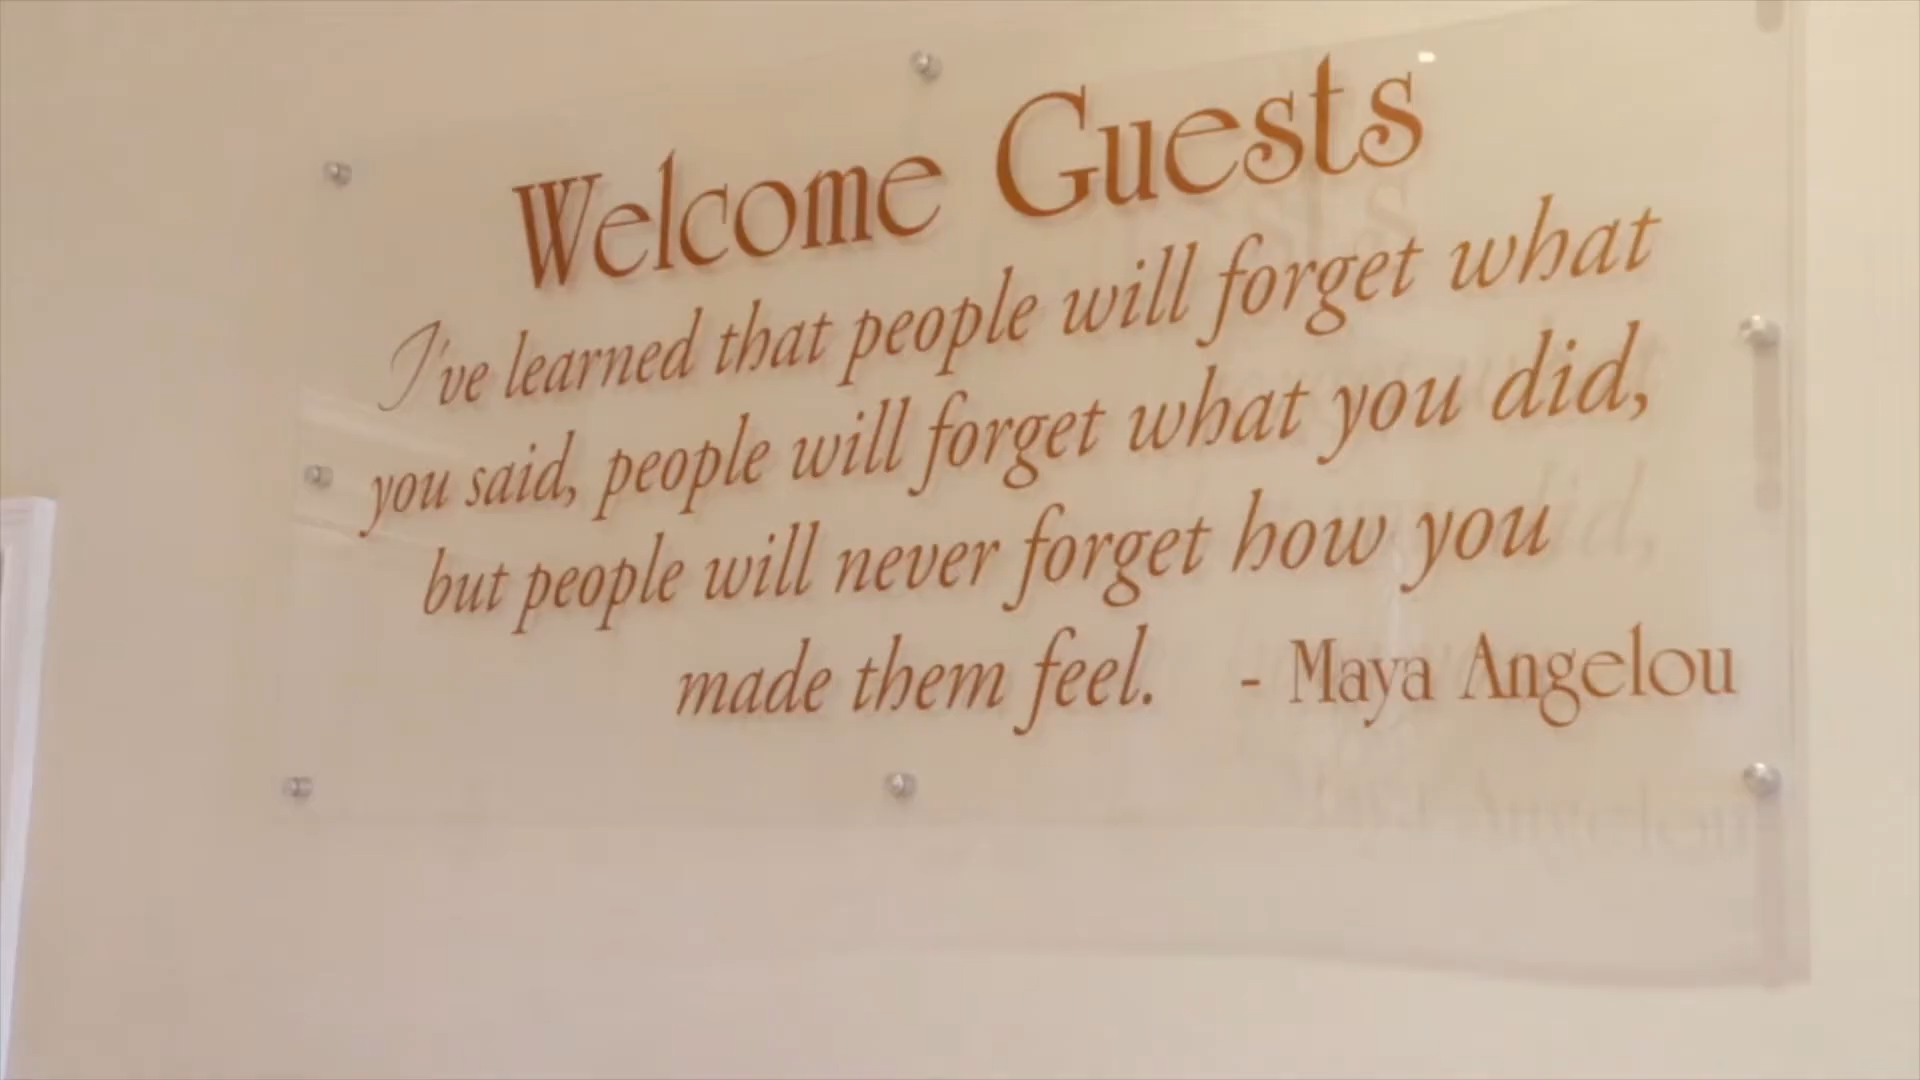 Welcome Guests
I've learned that people will forget what
you said, people will forget what you did,
but people will never forget how you
made them feel. - Maya Angelou